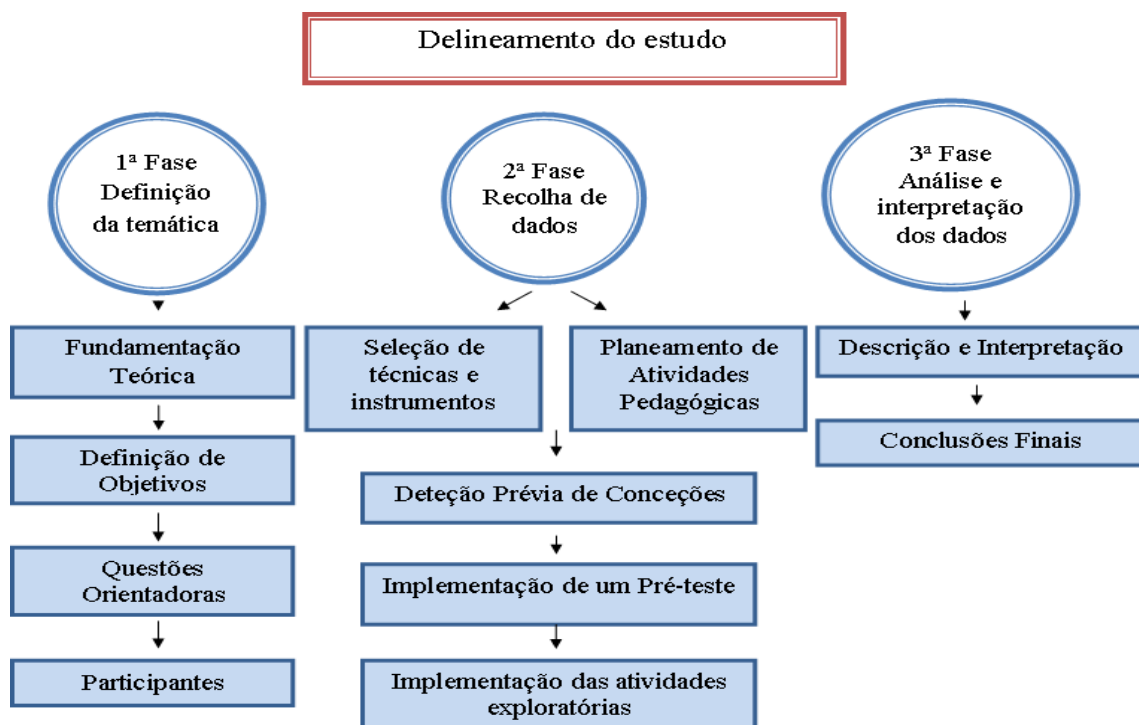 Delineamento do estudo
1ª Fase
Definição
da temática
Fundamentação
Teórica
Definição de
Objetivos
Questões
Orientadoras
Participantes
2ª Fase
Recolha de
dados
Seleção de
técnicas e
instrumentos
Planeamento de
Atividades
Pedagógicas
Deteção Prévia de Conceções
Implementação de um Pré-teste
Implementação das atividades
exploratórias
3ª Fase
Análise e
interpretação
dos dados
Descrição e Interpretação
Conclusões Finais